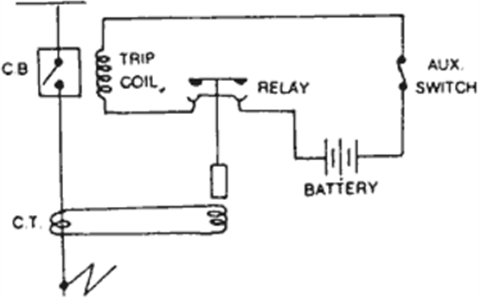 C.B
TRIP
COIL
RELAY
AUX.
SWITCH
BATTERY
C.T.